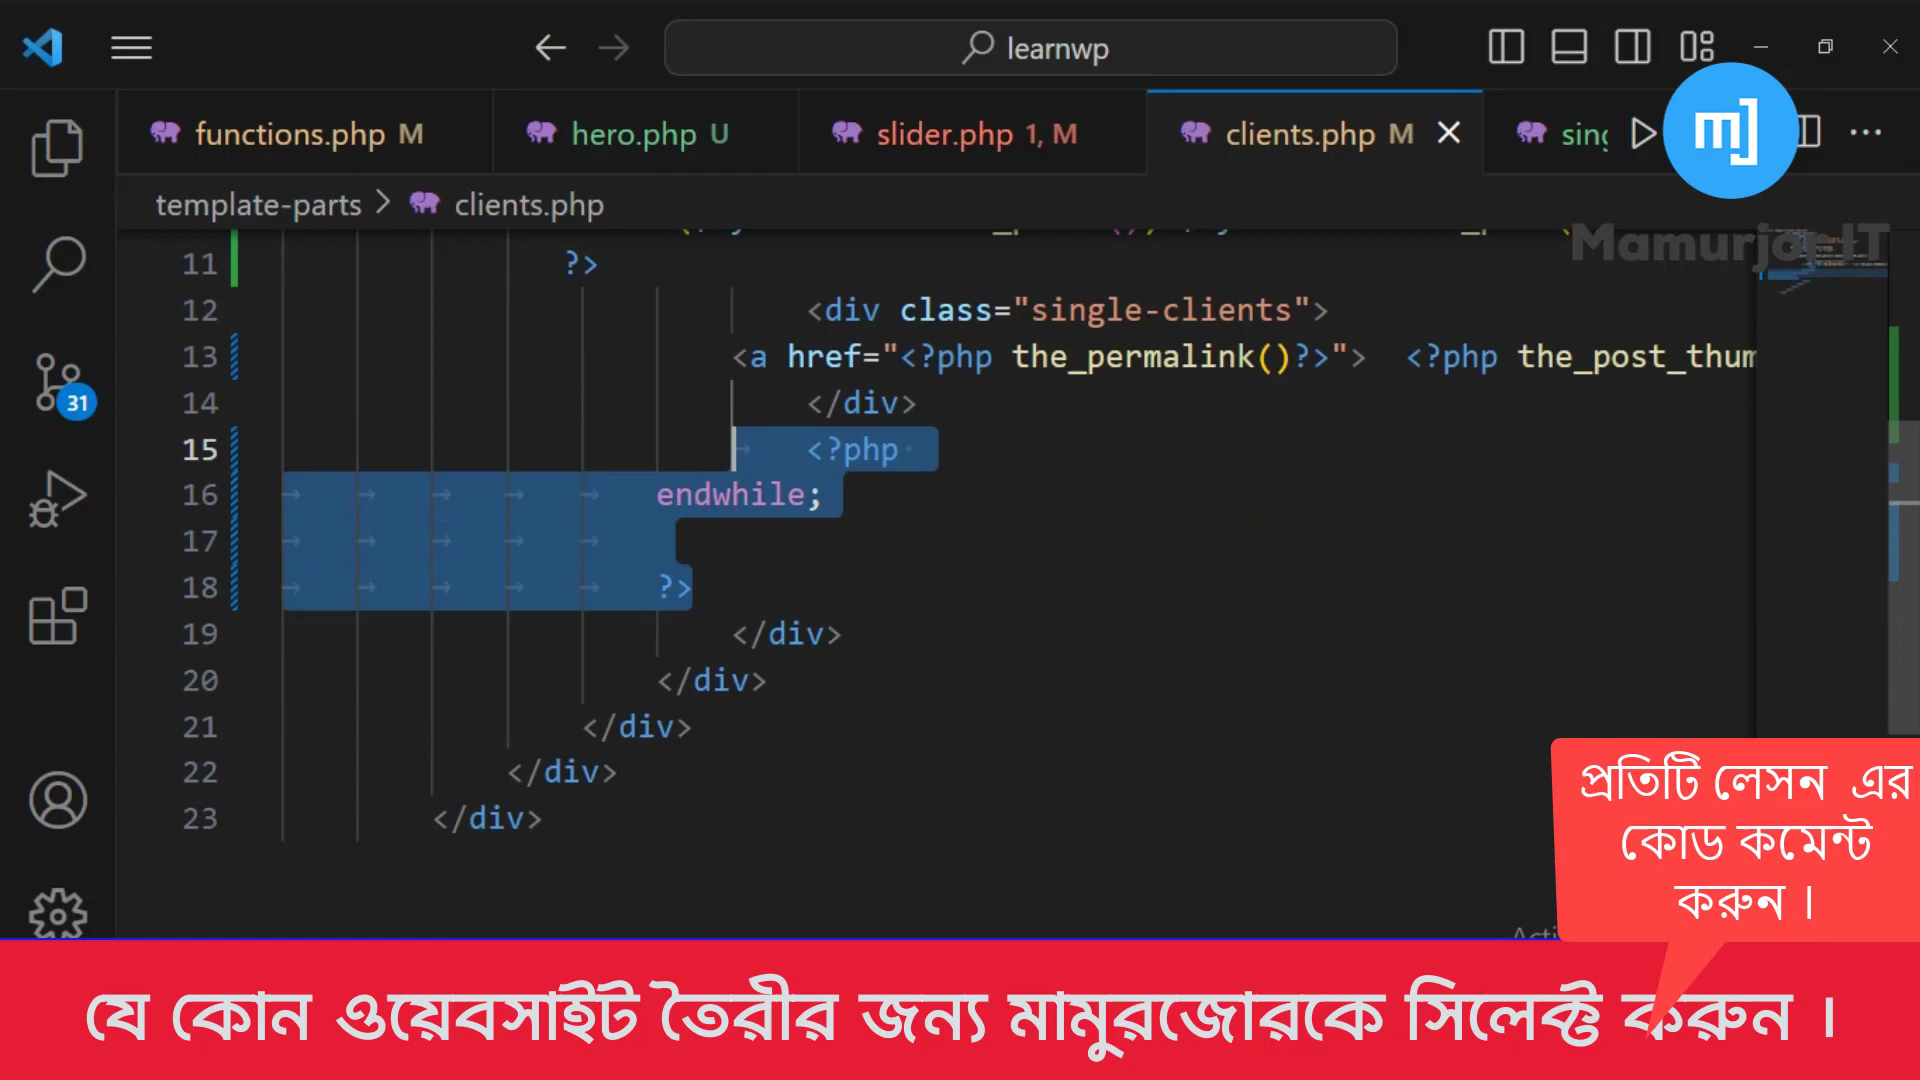 learnwp
functions.php M
hero.php U
slider.php 1, M
clients.php M
mj
template-parts > clients.php
Mamurjor IT
11 ?>
12 <div class="single-clients">
13 <a href="<?php the_permalink()?>"> <?php the_post_thum
14 </div>
15 <?php
16 endwhile;
17
18 ?>
19 </div>
20 </div>
21 </div>
22 </div>
23 </div>
31
প্রতিটি লেসন এর
কোড কমেন্ট
করুন ।
যে কোন ওয়েবসাইট তৈরীর জন্য মামুরজোরকে সিলেক্ট করুন ।